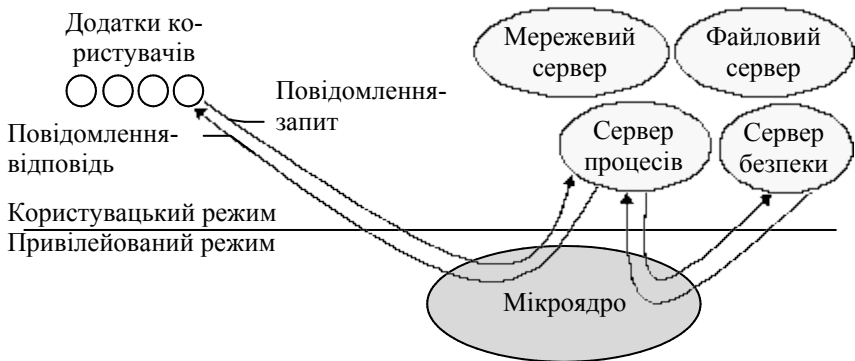 Додатки ко-
ристувачів
Повідомлення-
запит
Повідомлення-
відповідь
Мережевий
сервер
Файловий
сервер
Сервер
процесів
Сервер
безпеки
Користувацький режим
Привілейований режим
Мікроядро